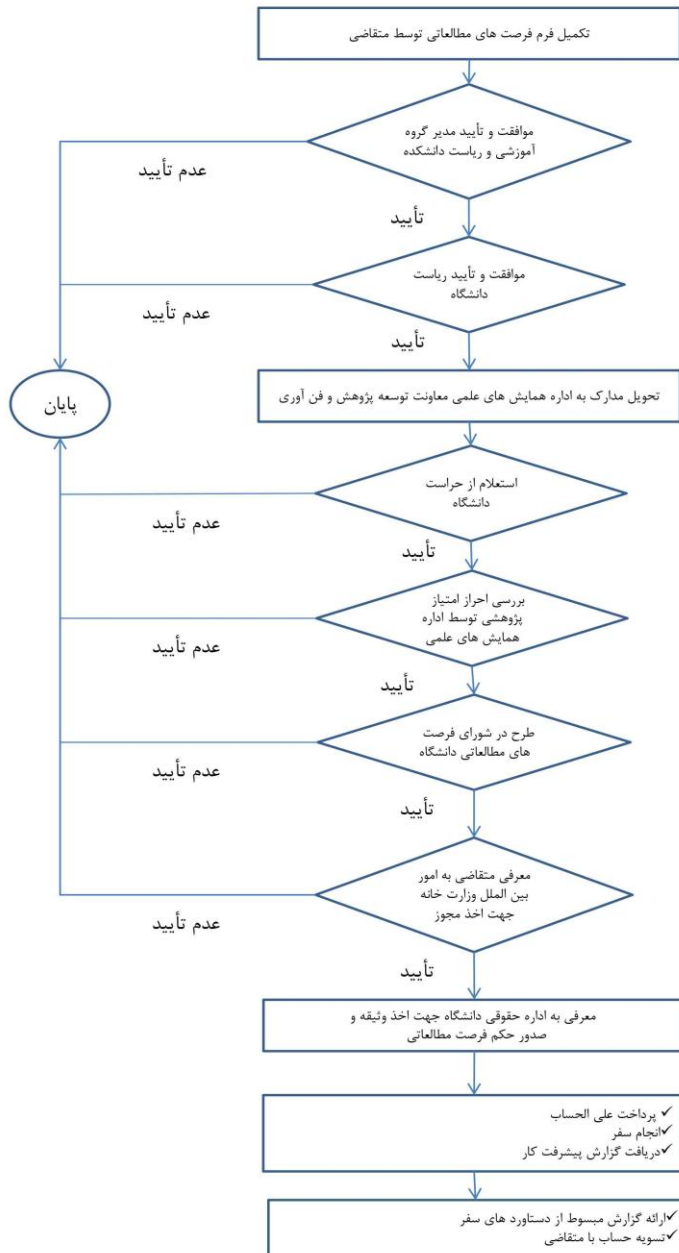 تکمیل فرم فرصت های مطالعاتی توسط متقاضی
موافقت و تأیید مدیر گروه
آموزشی و ریاست دانشکده
عدم تأیید
تأیید
موافقت و تأیید ریاست
دانشگاه
عدم تأیید
تأیید
تحویل مدارک به اداره همایش های علمی معاونت توسعه پژوهش و فن آوری
پایان
استعلام از حراست
دانشگاه
عدم تأیید
تأیید
بررسی احراز امتیاز
پژوهشی توسط اداره
همایش های علمی
عدم تأیید
تأیید
طرح در شورای فرصت
های مطالعاتی دانشگاه
عدم تأیید
تأیید
معرفی متقاضی به امور
بین الملل وزارت خانه
جهت اخذ مجوز
عدم تأیید
تأیید
معرفی به اداره حقوقی دانشگاه جهت اخذ وثیقه و
صدور حکم فرصت مطالعاتی
✓ پرداخت علی الحساب
✓انجام سفر
✓دریافت گزارش پیشرفت کار
✓ارائه گزارش مبسوط از دستاورد های سفر
✓تسویه حساب با متقاضی